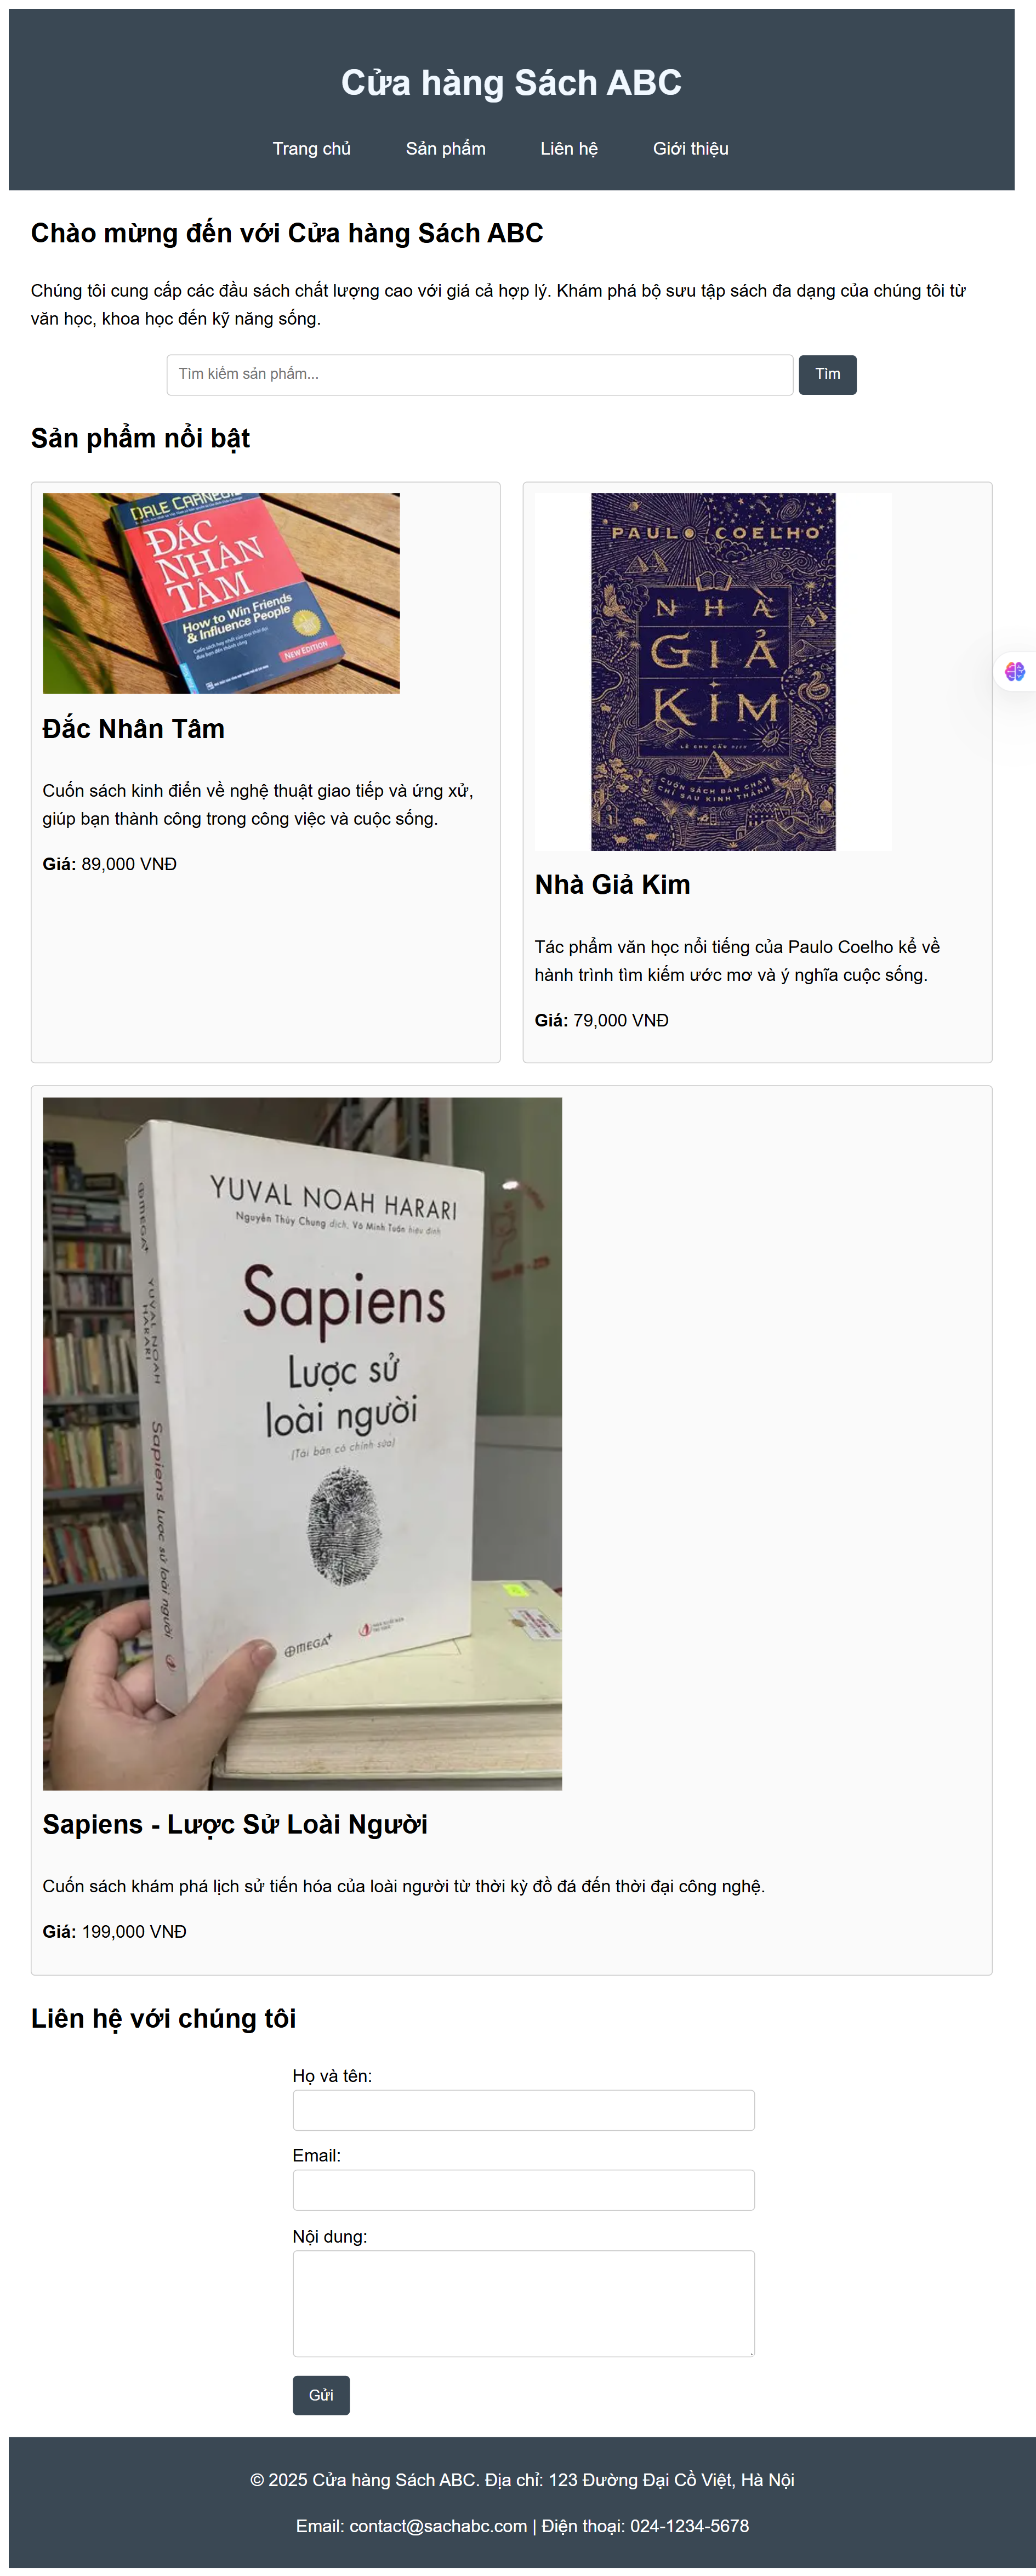 Cửa hàng Sách ABC
Trang chủ Sản phẩm Liên hệ Giới thiệu
Chào mừng đến với Cửa hàng Sách ABC
Chúng tôi cung cấp các đầu sách chất lượng cao với giá cả hợp lý. Khám phá bộ sưu tập sách đa dạng của chúng tôi từ
văn học, khoa học đến kỹ năng sống.
Tìm kiếm sản phẩm... Tìm
Sản phẩm nổi bật
DALE CARNEGIE
ĐẮC
NHÂN
TÂM
How to Win Friends
& Influence People
NEW EDITION
Đắc Nhân Tâm
Cuốn sách kinh điển về nghệ thuật giao tiếp và ứng xử,
giúp bạn thành công trong công việc và cuộc sống.
Giá: 89,000 VNĐ
PAULO COELHO
NHÀ
GIẢ
KIM
LÊ CHU CẦU DỊCH
CUỐN SÁCH BÁN CHẠY
CHỈ SAU KINH THÁNH
Nhà Giả Kim
Tác phẩm văn học nổi tiếng của Paulo Coelho kể về
hành trình tìm kiếm ước mơ và ý nghĩa cuộc sống.
Giá: 79,000 VNĐ
YUVAL NOAH HARARI
Nguyễn Thủy Chung dịch, Võ Minh Tuấn hiệu đính
Sapiens
Lược sử
loài người
(Tái bản có chỉnh sửa)
OMEGA+
OMEGA+
YUVAL NOAH
HARARI
Sapiens Lược sử loài người
Sapiens - Lược Sử Loài Người
Cuốn sách khám phá lịch sử tiến hóa của loài người từ thời kỳ đồ đá đến thời đại công nghệ.
Giá: 199,000 VNĐ
Liên hệ với chúng tôi
Họ và tên:
Email:
Nội dung:
Gửi
© 2025 Cửa hàng Sách ABC. Địa chỉ: 123 Đường Đại Cồ Việt, Hà Nội
Email: contact@sachabc.com | Điện thoại: 024-1234-5678